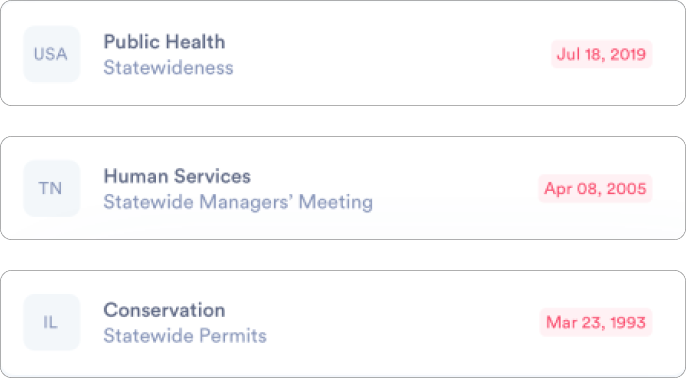 USA
Public Health
Statewideness
Jul 18, 2019
TN
Human Services
Statewide Managers’ Meeting
Apr 08, 2005
IL
Conservation
Statewide Permits
Mar 23, 1993